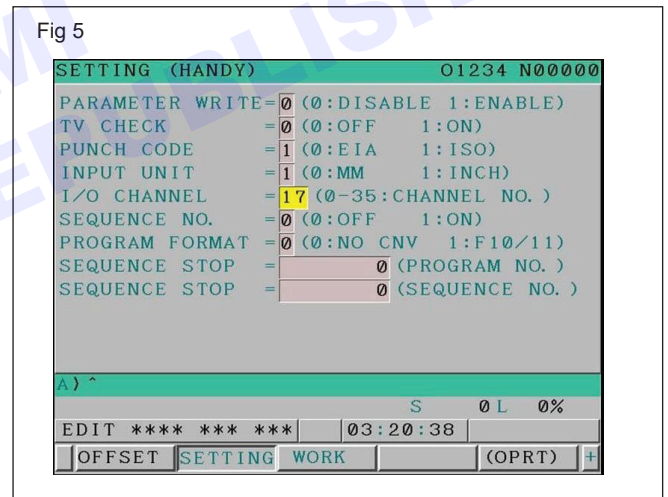 Fig 5
SETTING (HANDY) O1234 N00000
PARAMETER WRITE=0 (0:DISABLE 1:ENABLE)
TV CHECK =0 (0:OFF 1:ON)
PUNCH CODE =1 (0:EIA 1:ISO)
INPUT UNIT =1 (0:MM 1:INCH)
I/O CHANNEL =17 (0-35:CHANNEL NO.)
SEQUENCE NO. =0 (0:OFF 1:ON)
PROGRAM FORMAT =0 (0:NO CNV 1:F10/11)
SEQUENCE STOP = 0 (PROGRAM NO.)
SEQUENCE STOP = 0 (SEQUENCE NO.)
A) ^
S 0 L 0%
EDIT **** *** *** 03:20:38
OFFSET SETTING WORK (OPRT) +